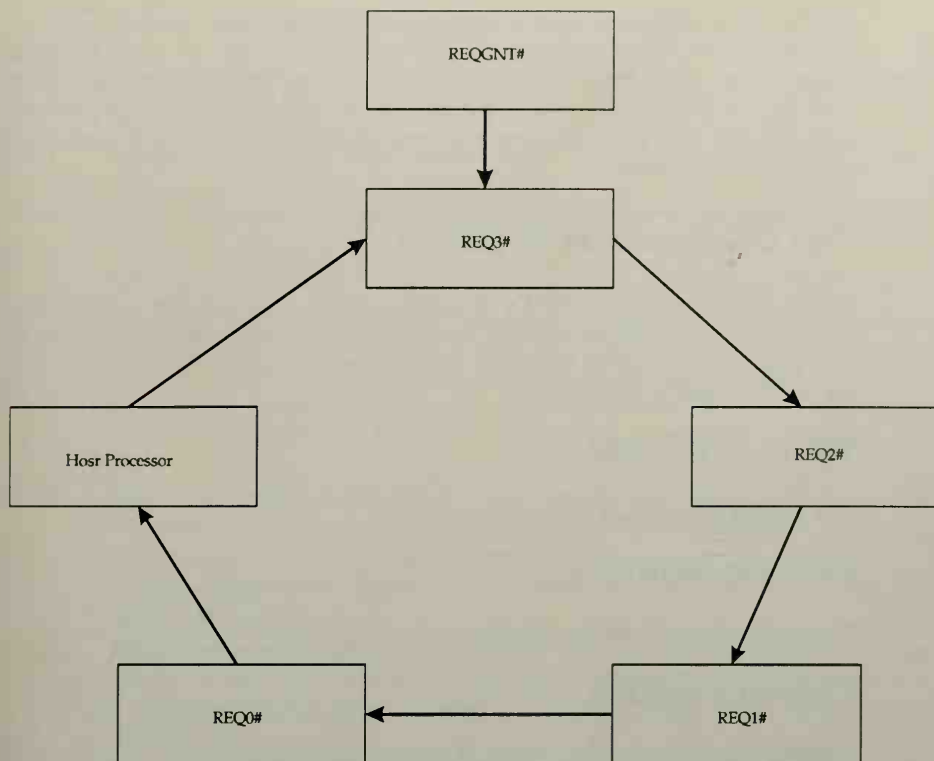 REQGNT#
REQ3#
Hosr Processor
REQ2#
REQ0#
REQ1#